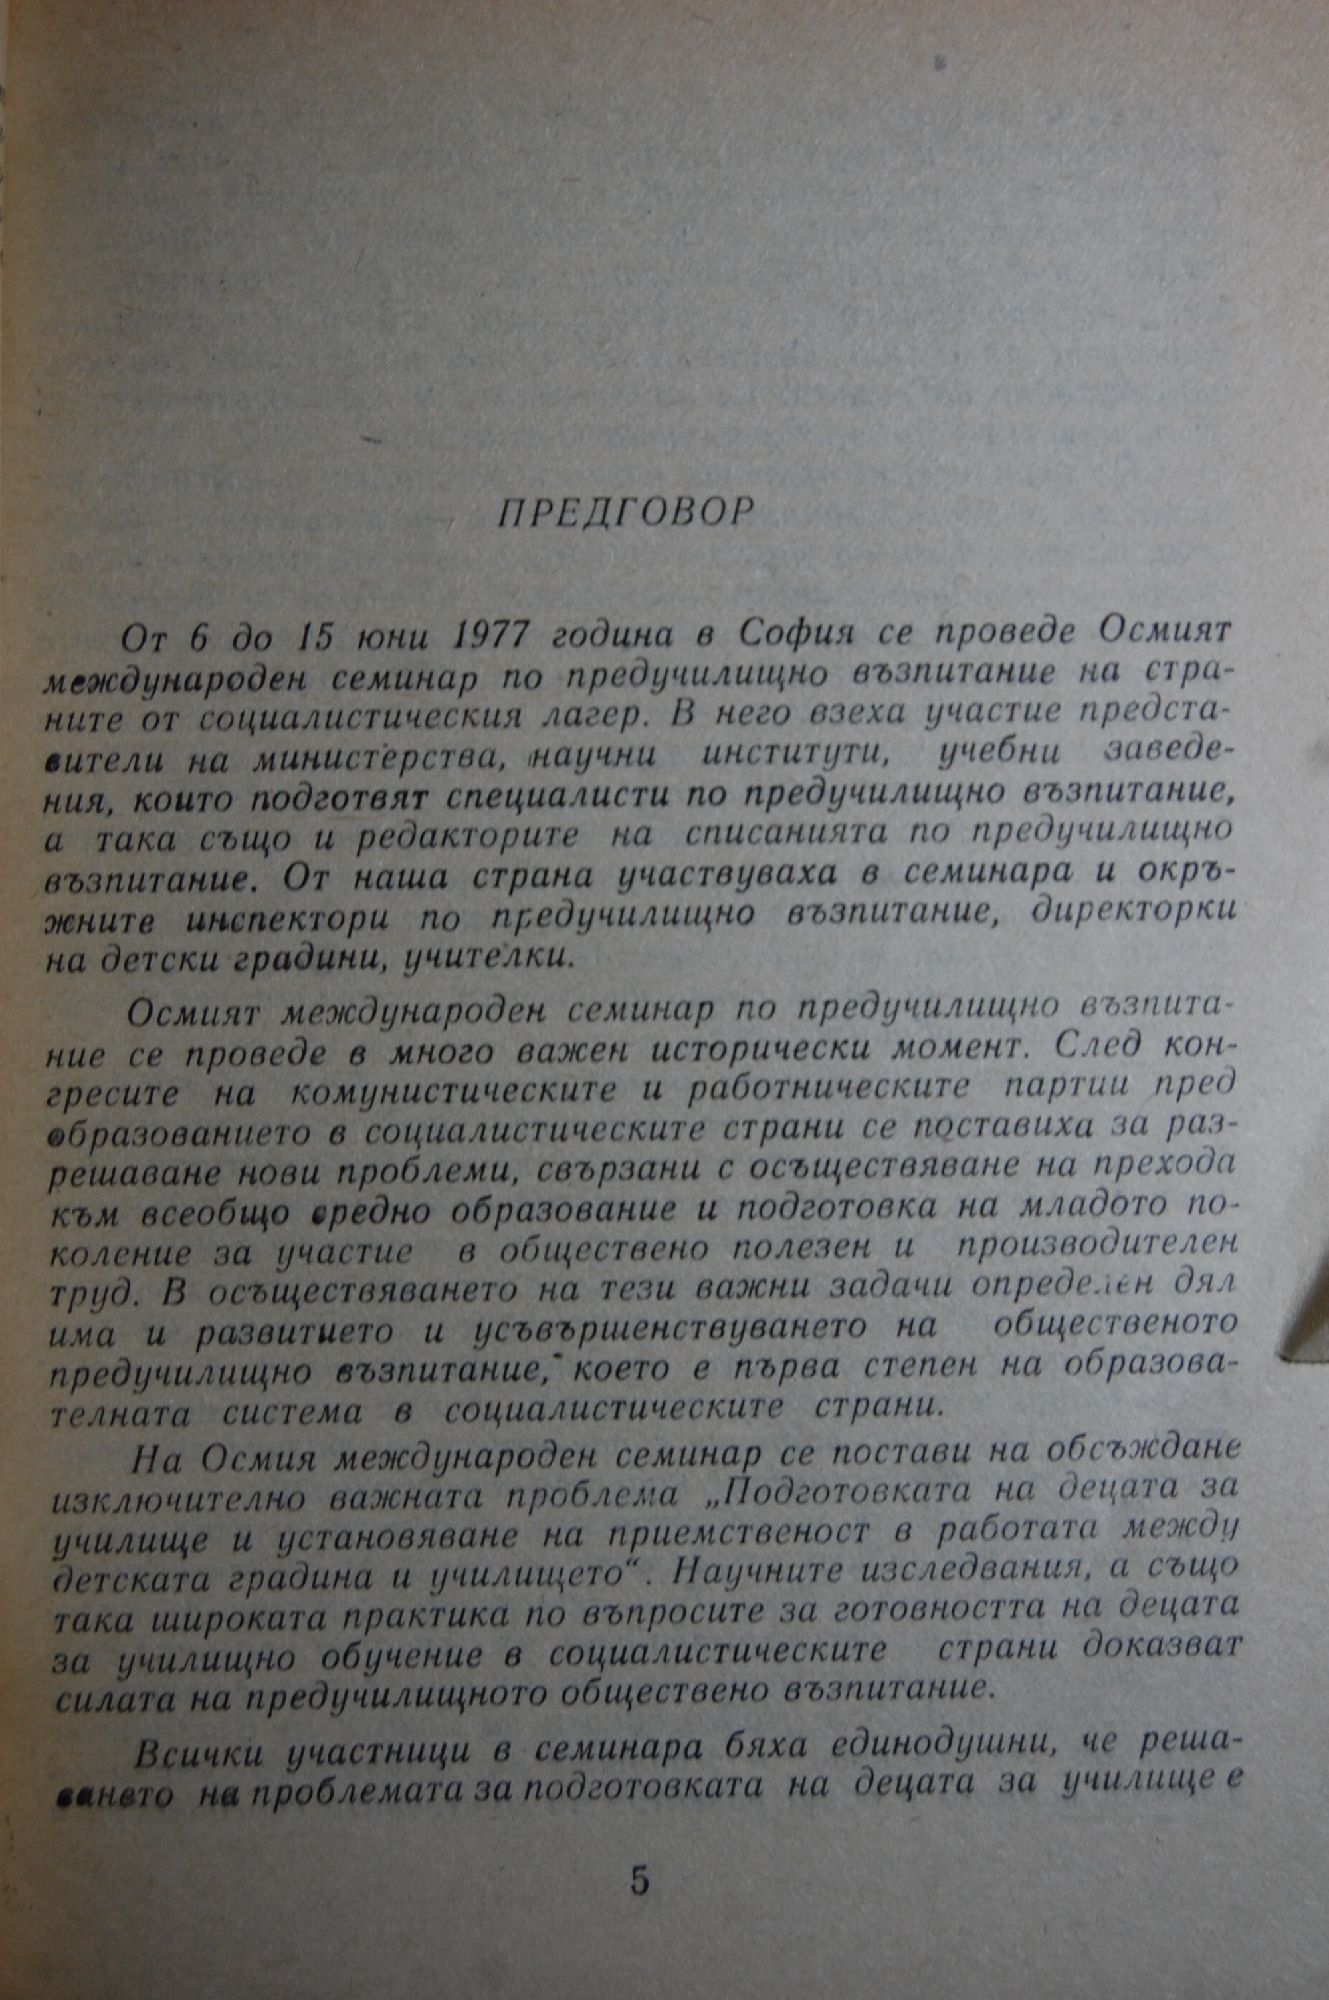 ПРЕДГОВОР
От 6 до 15 юни 1977 година в София се проведе Осмият
международен семинар по предучилищно възпитание на стра-
ните от социалистическия лагер. В него взеха участие предста-
вители на министерства, научни институти, учебни заведе-
ния, които подготвят специалисти по предучилищно възпитание,
а така също и редакторите на списанията по предучилищно
възпитание. От наша страна участвуваха в семинара и окръ-
жните инспектори по предучилищно възпитание, директорки
на детски градини, учителки.
Осмият международен семинар по предучилищно възпита-
ние се проведе в много важен исторически момент. След кон-
гресите на комунистическите и работническите партии пред
образованието в социалистическите страни се поставиха за раз-
решаване нови проблеми, свързани с осъществяване на прехода
към всеобщо средно образование и подготовка на младото по-
коление за участие в обществено полезен и производителен
труд. В осъществяването на тези важни задачи определен дял
има и развитието и усъвършенствуването на общественото
предучилищно възпитание, което е първа степен на образова-
телната система в социалистическите страни.
На Осмия международен семинар се постави на обсъждане
изключително важната проблема „Подготовката на децата за
училище и установяване на приемственост в работата между
детската градина и училището“. Научните изследвания, а също
така широката практика по въпросите за готовността на децата
за училищно обучение в социалистическите страни доказват
силата на предучилищното обществено възпитание.
Всички участници в семинара бяха единодушни, че реша-
ването на проблемата за подготовката на децата за училище е
5